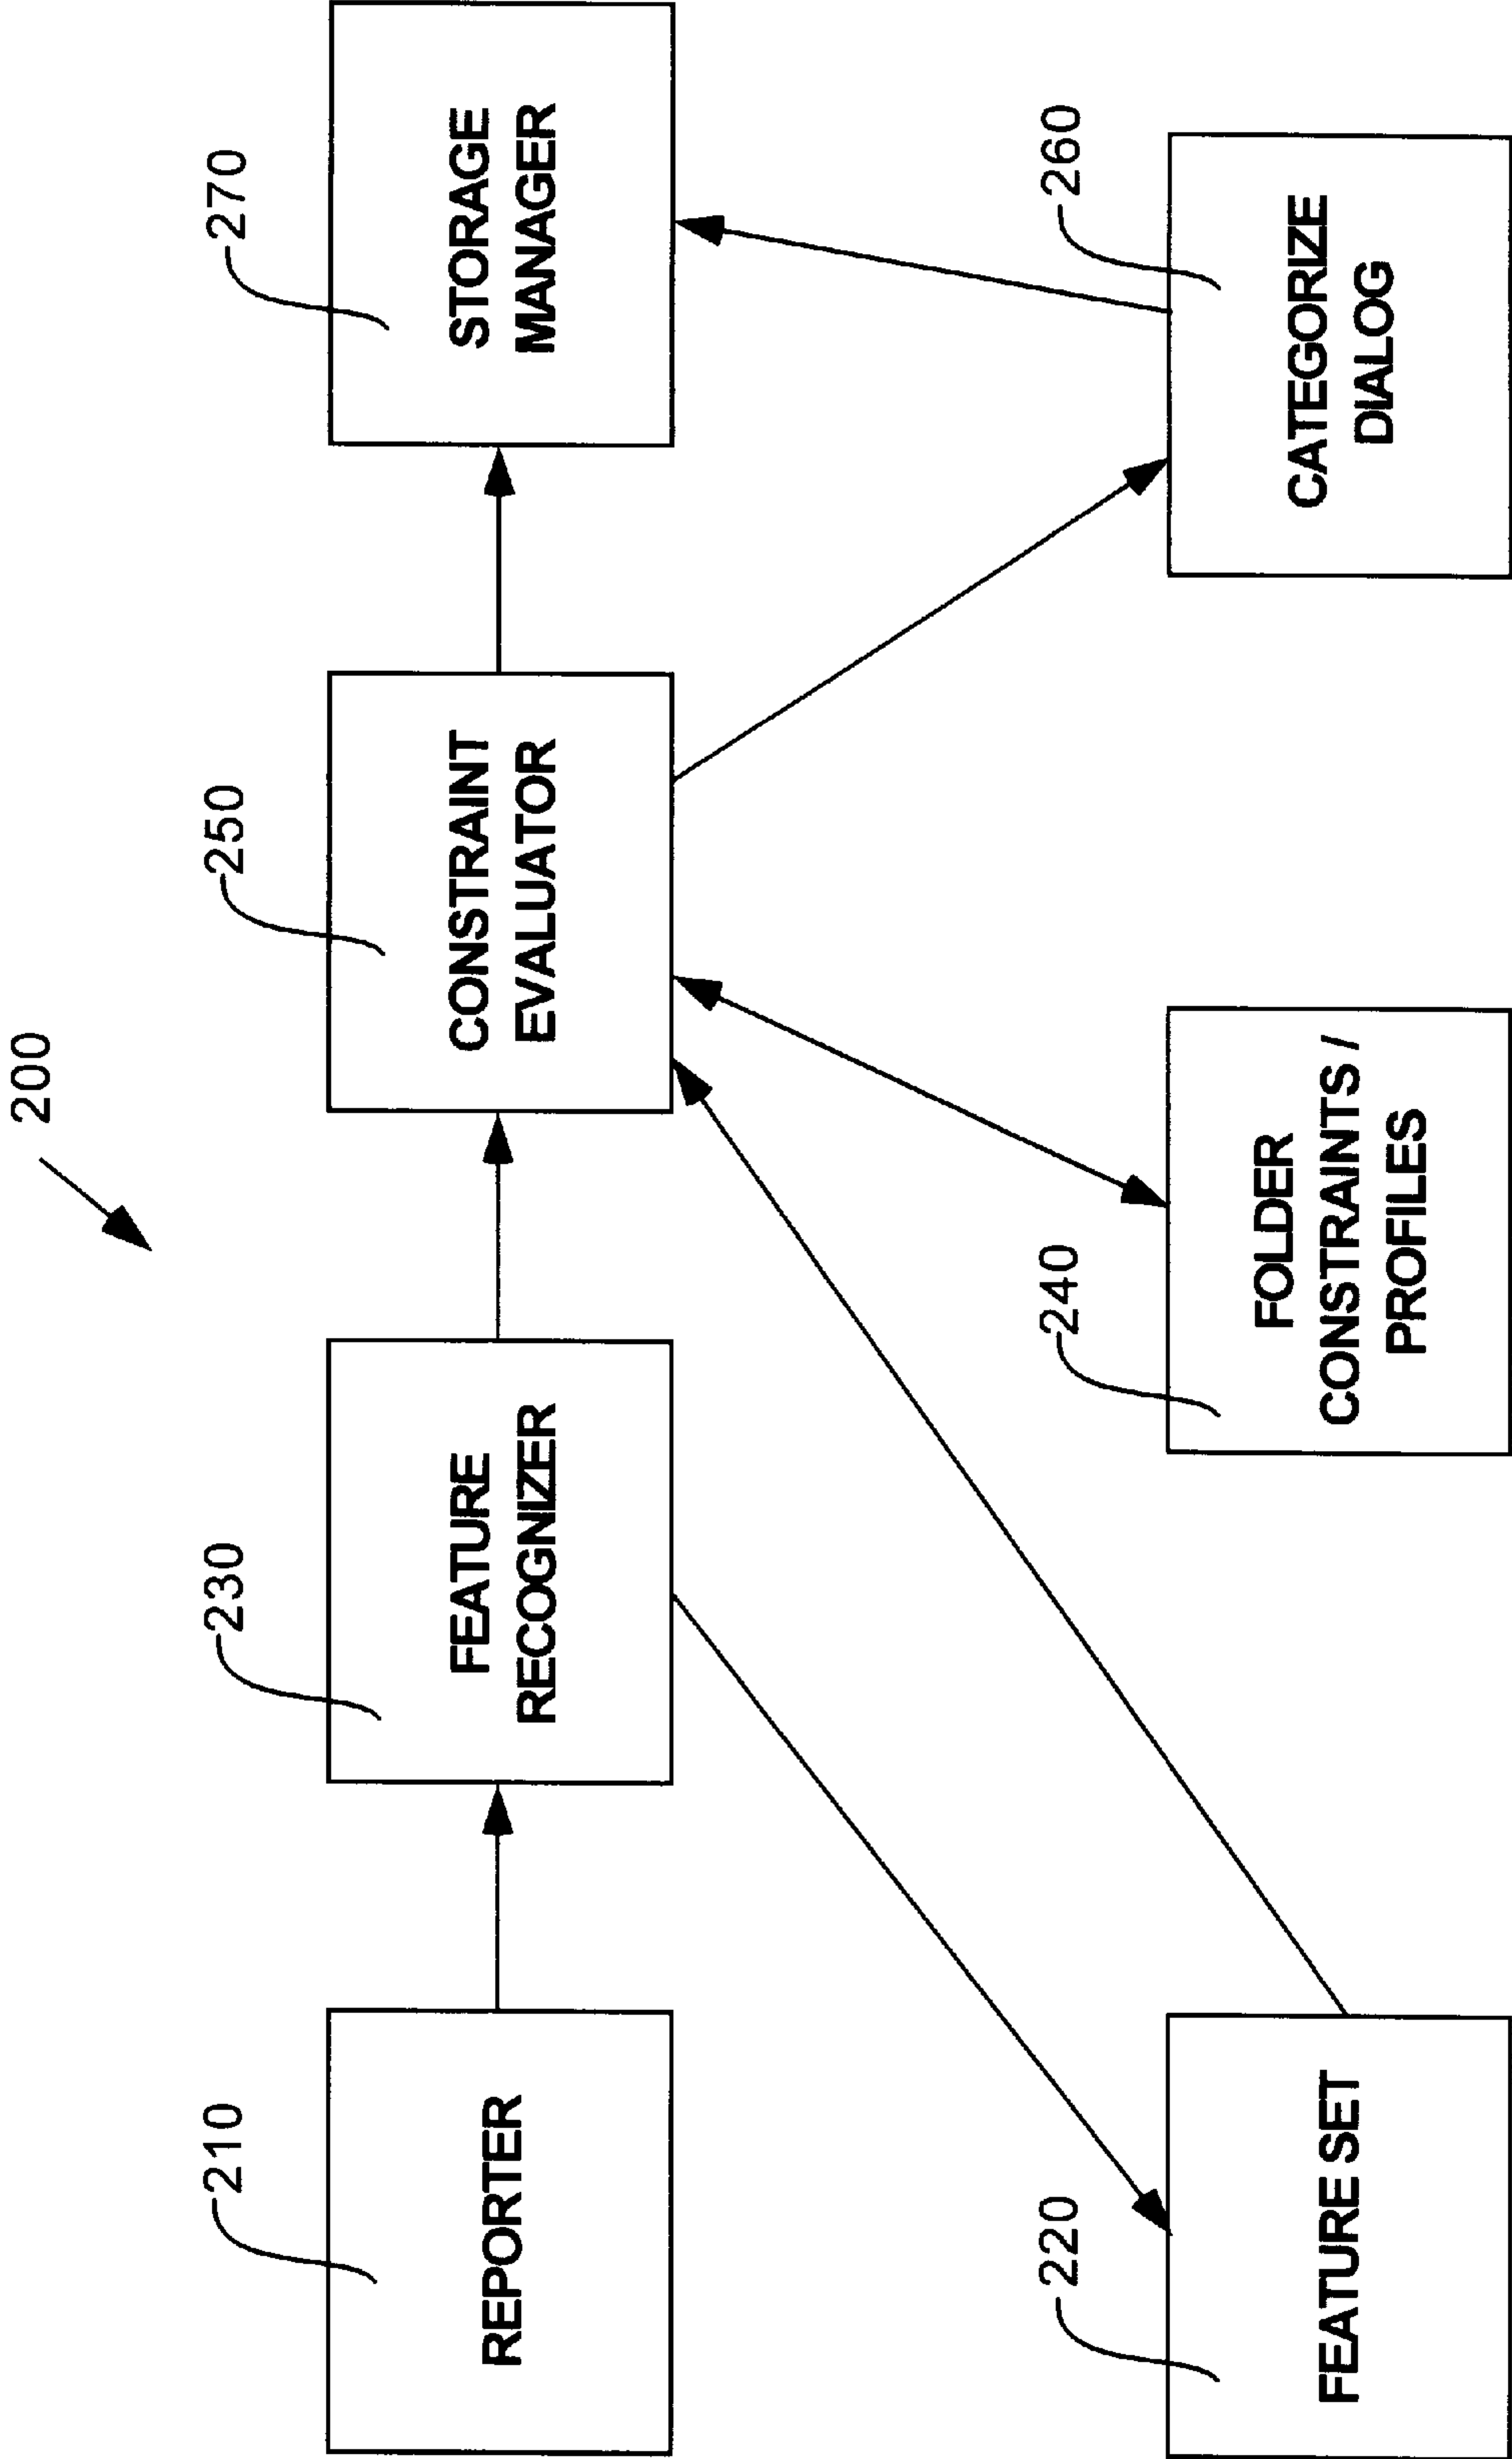 200
210
REPORTER
230
FEATURE
RECOGNIZER
250
CONSTRAINT
EVALUATOR
270
STORAGE
MANAGER
220
FEATURE SET
240
FOLDER
CONSTRAINTS /
PROFILES
260
CATEGORIZE
DIALOG